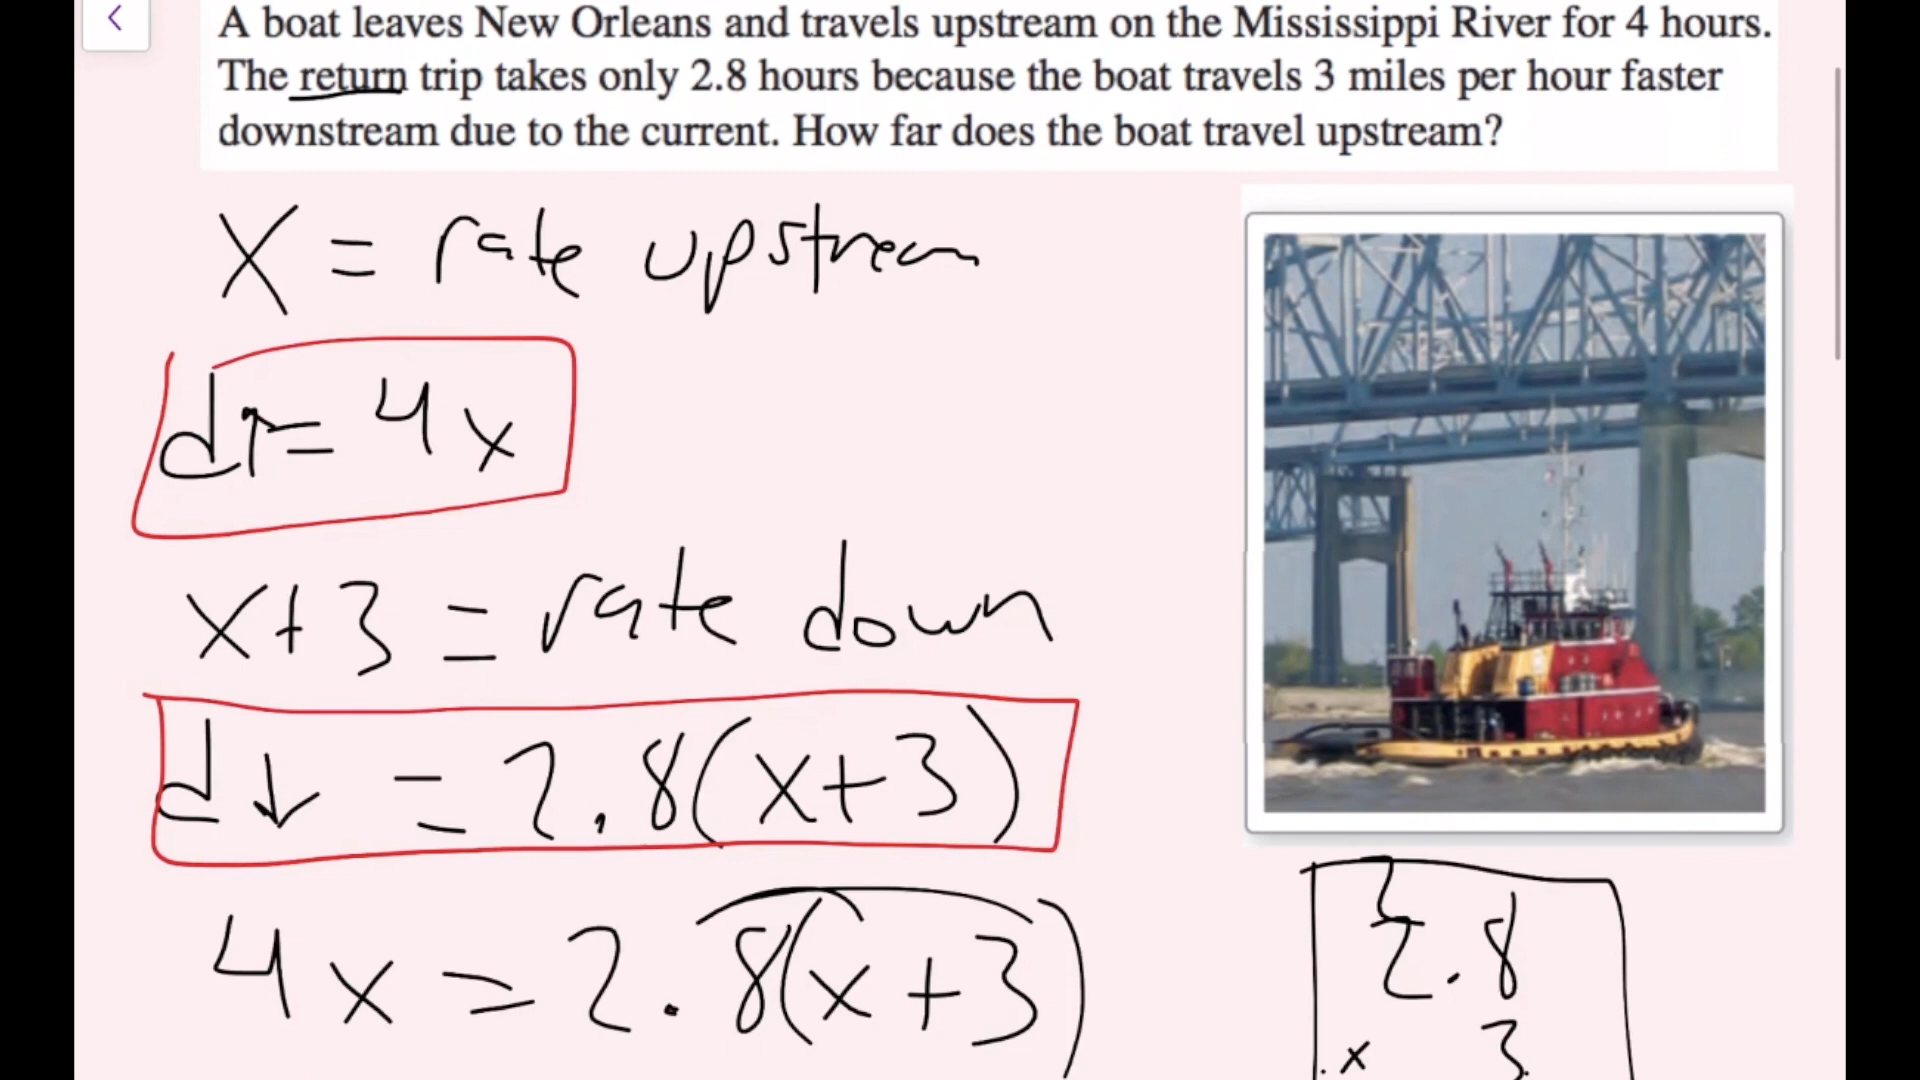 A boat leaves New Orleans and travels upstream on the Mississippi River for 4 hours.
The return trip takes only 2.8 hours because the boat travels 3 miles per hour faster
downstream due to the current. How far does the boat travel upstream?
X = rate upstream
d↑ = 4x
x+3 = rate down
d↓ = 2.8(x+3)
4x = 2.8(x+3)
2.8
x 3